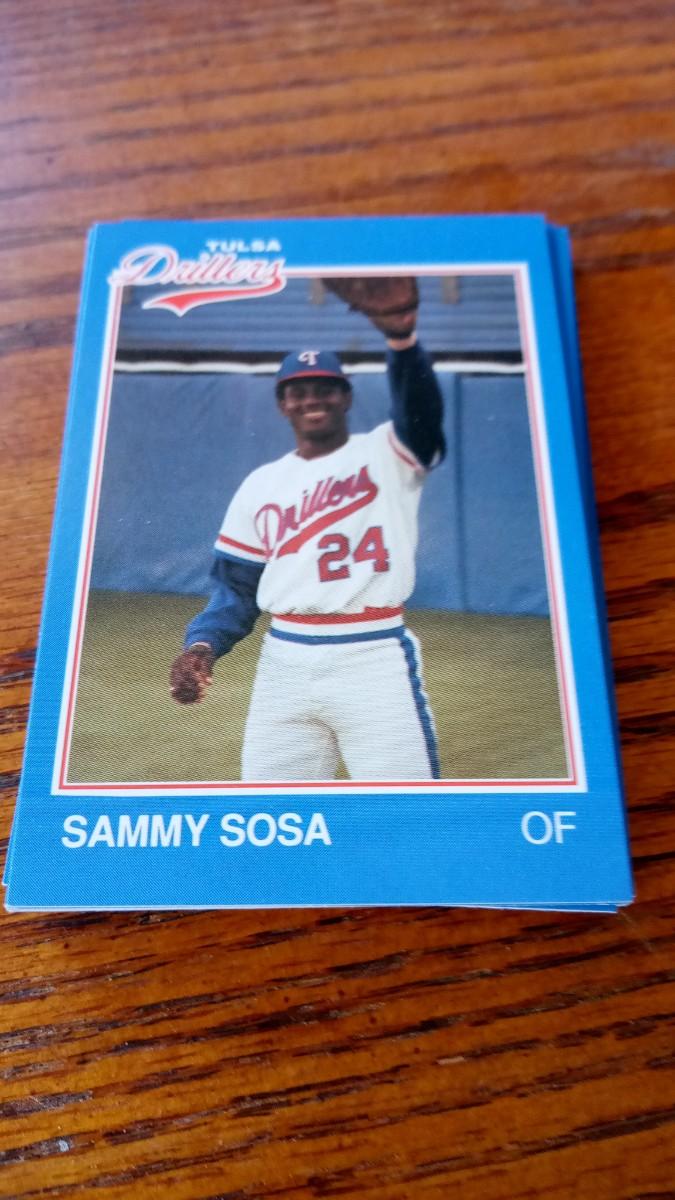 TULSA
Drillers
T
Drillers
24
SAMMY SOSA OF